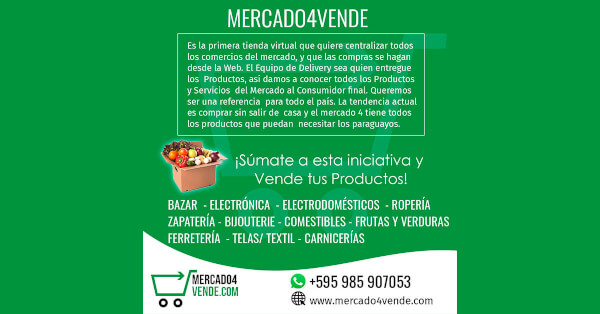 MERCADO4VENDE
Es la primera tienda virtual que quiere centralizar todos
los comercios del mercado, y que las compras se hagan
desde la Web. El Equipo de Delivery sea quien entregue
los Productos, asi damos a conocer todos los Productos
y Servicios del Mercado al Consumidor final. Queremos
ser una referencia para todo el país. La tendencia actual
es comprar sin salir de casa y el mercado 4 tiene todos
los productos que puedan necesitar los paraguayos.
¡Súmate a esta iniciativa y
Vende tus Productos!
BAZAR - ELECTRÓNICA - ELECTRODOMÉSTICOS - ROPERÍA
ZAPATERÍA - BIJOUTERIE - COMESTIBLES - FRUTAS Y VERDURAS
FERRETERÍA - TELAS/ TEXTIL - CARNICERÍAS
MERCADO4
VENDE.COM
+595 985 907053
www.mercado4vende.com